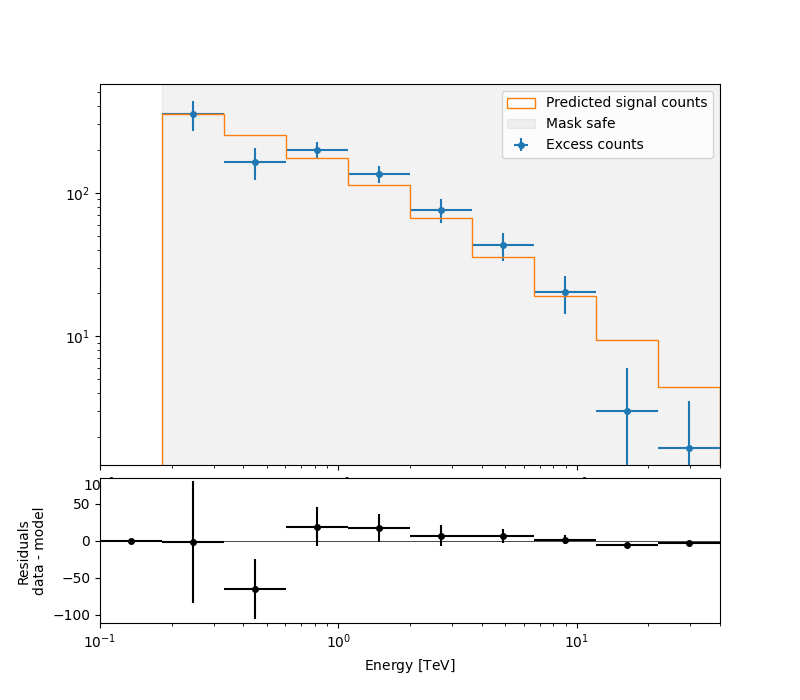 Predicted signal counts
Mask safe
Excess counts
10²
10¹
10
50
0
−50
−100
Residuals
data - model
10⁻¹
10⁰
10¹
Energy [TeV]